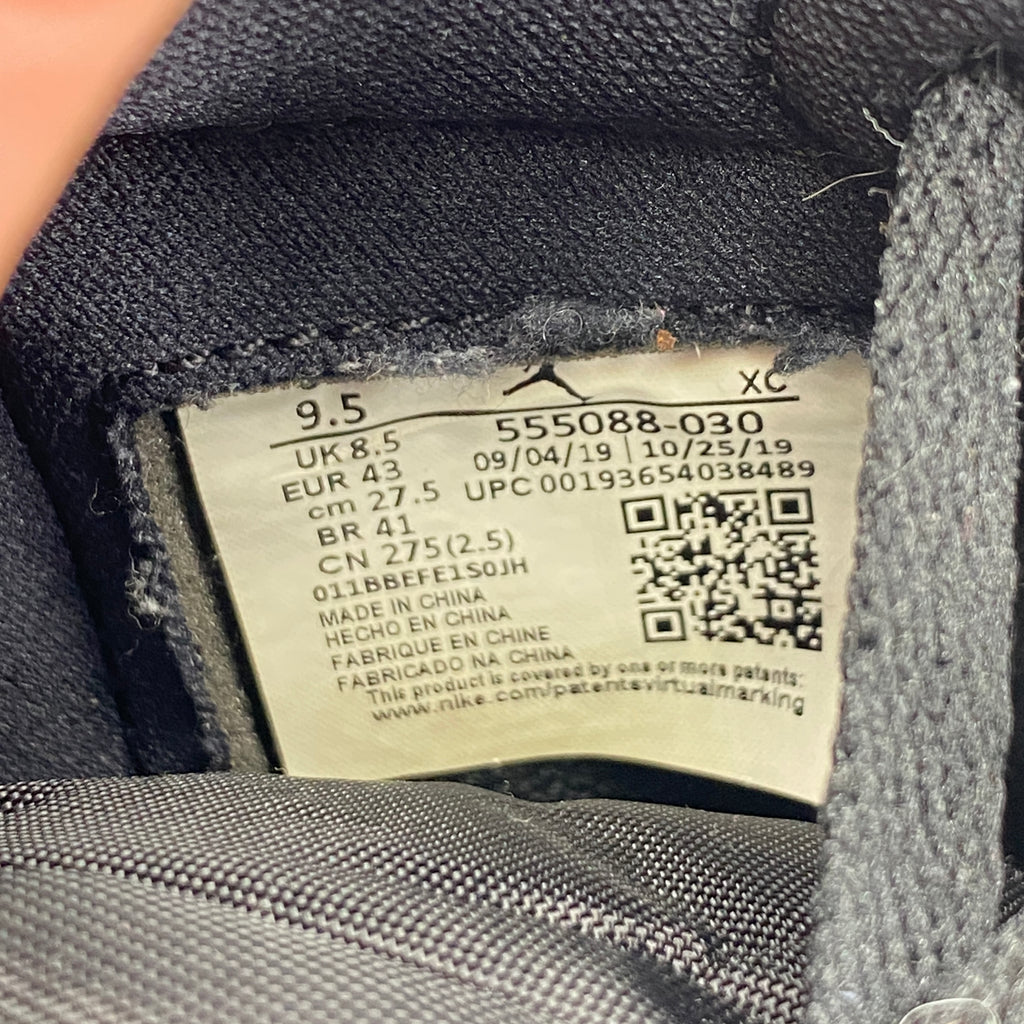 XC
9.5
555088-030
UK 8.5
09/04/19 | 10/25/19
EUR 43
UPC 00193654038489
cm 27.5
BR 41
CN 275(2.5)
011BBEFE1S0JH
MADE IN CHINA
HECHO EN CHINA
FABRIQUE EN CHINE
FABRICADO NA CHINA
This product is covered by one or more patents:
www.nike.com/patentsvirtualmarking